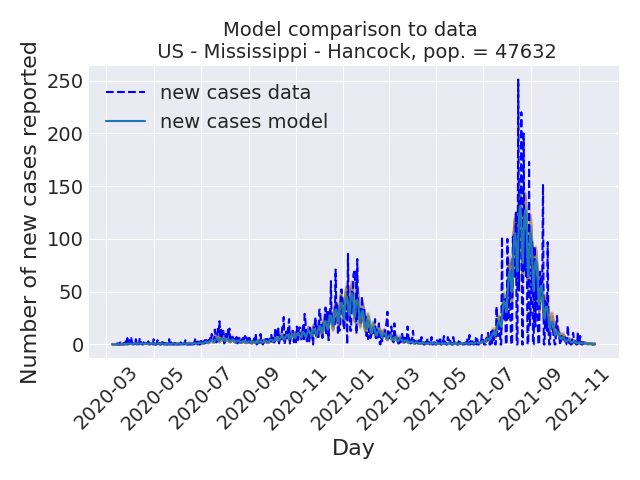 Model comparison to data
US - Mississippi - Hancock, pop. = 47632
new cases data
new cases model
Number of new cases reported
250
200
150
100
50
0
2020-03
2020-05
2020-07
2020-09
2020-11
2021-01
2021-03
2021-05
2021-07
2021-09
2021-11
Day